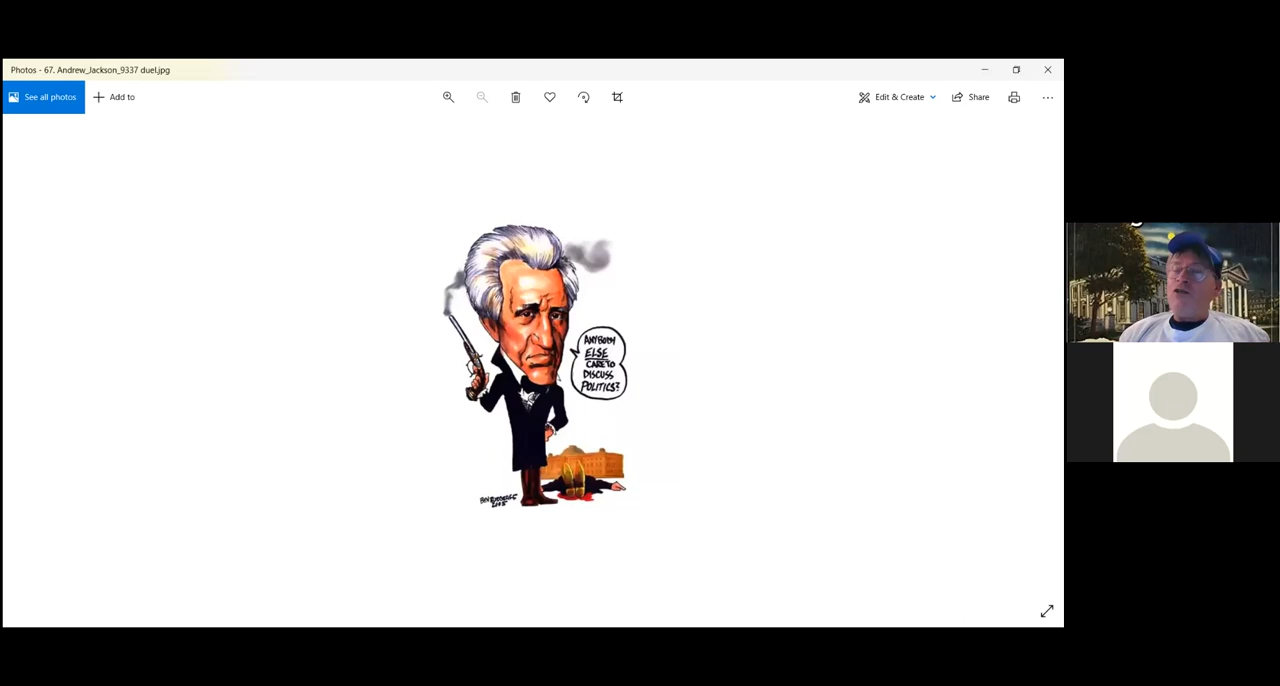 Photos - 67. Andrew_Jackson_9337 duel.jpg
See all photos
Add to
Edit & Create
Share
ANYBODY
ELSE
CARE TO
DISCUSS
POLITICS?